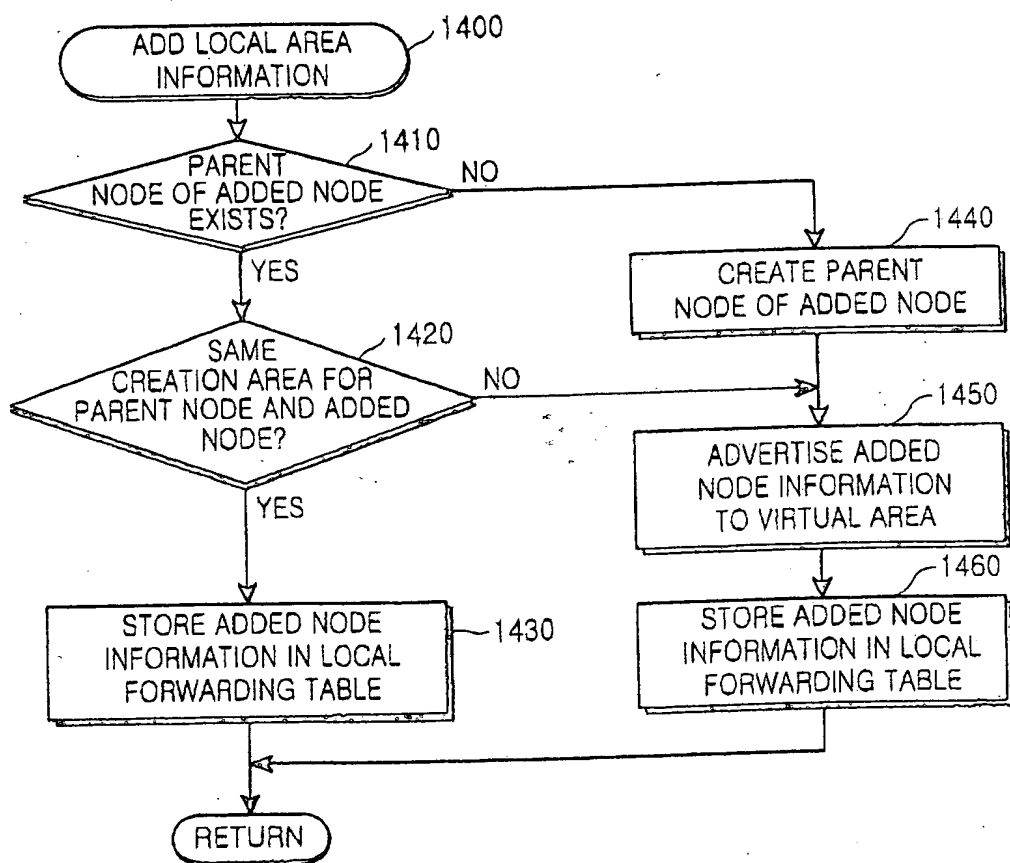 ADD LOCAL AREA
INFORMATION
1400
PARENT
NODE OF ADDED NODE
EXISTS?
1410
NO
YES
1440
CREATE PARENT
NODE OF ADDED NODE
SAME
CREATION AREA FOR
PARENT NODE AND ADDED
NODE?
1420
NO
YES
1450
ADVERTISE ADDED
NODE INFORMATION
TO VIRTUAL AREA
1460
STORE ADDED NODE
INFORMATION IN LOCAL
FORWARDING TABLE
1430
STORE ADDED NODE
INFORMATION IN LOCAL
FORWARDING TABLE
RETURN